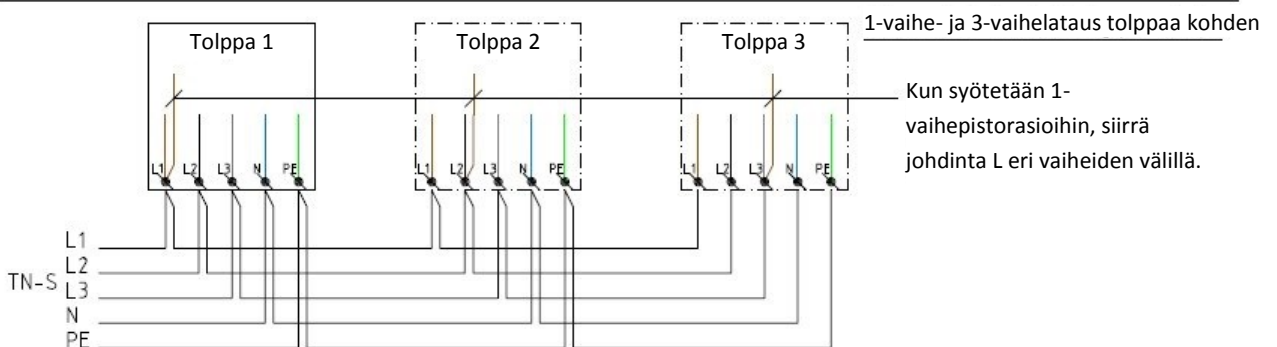 1-vaihe- ja 3-vaihelataus tolppaa kohden
Tolppa 1
Tolppa 2
Tolppa 3
Kun syötetään 1-
vaihepistorasioihin, siirrä
johdinta L eri vaiheiden välillä.
L1 L2 L3 N PE
L1 L2 L3 N PE
L1 L2 L3 N PE
L1
L2
TN-S
L3
N
PE